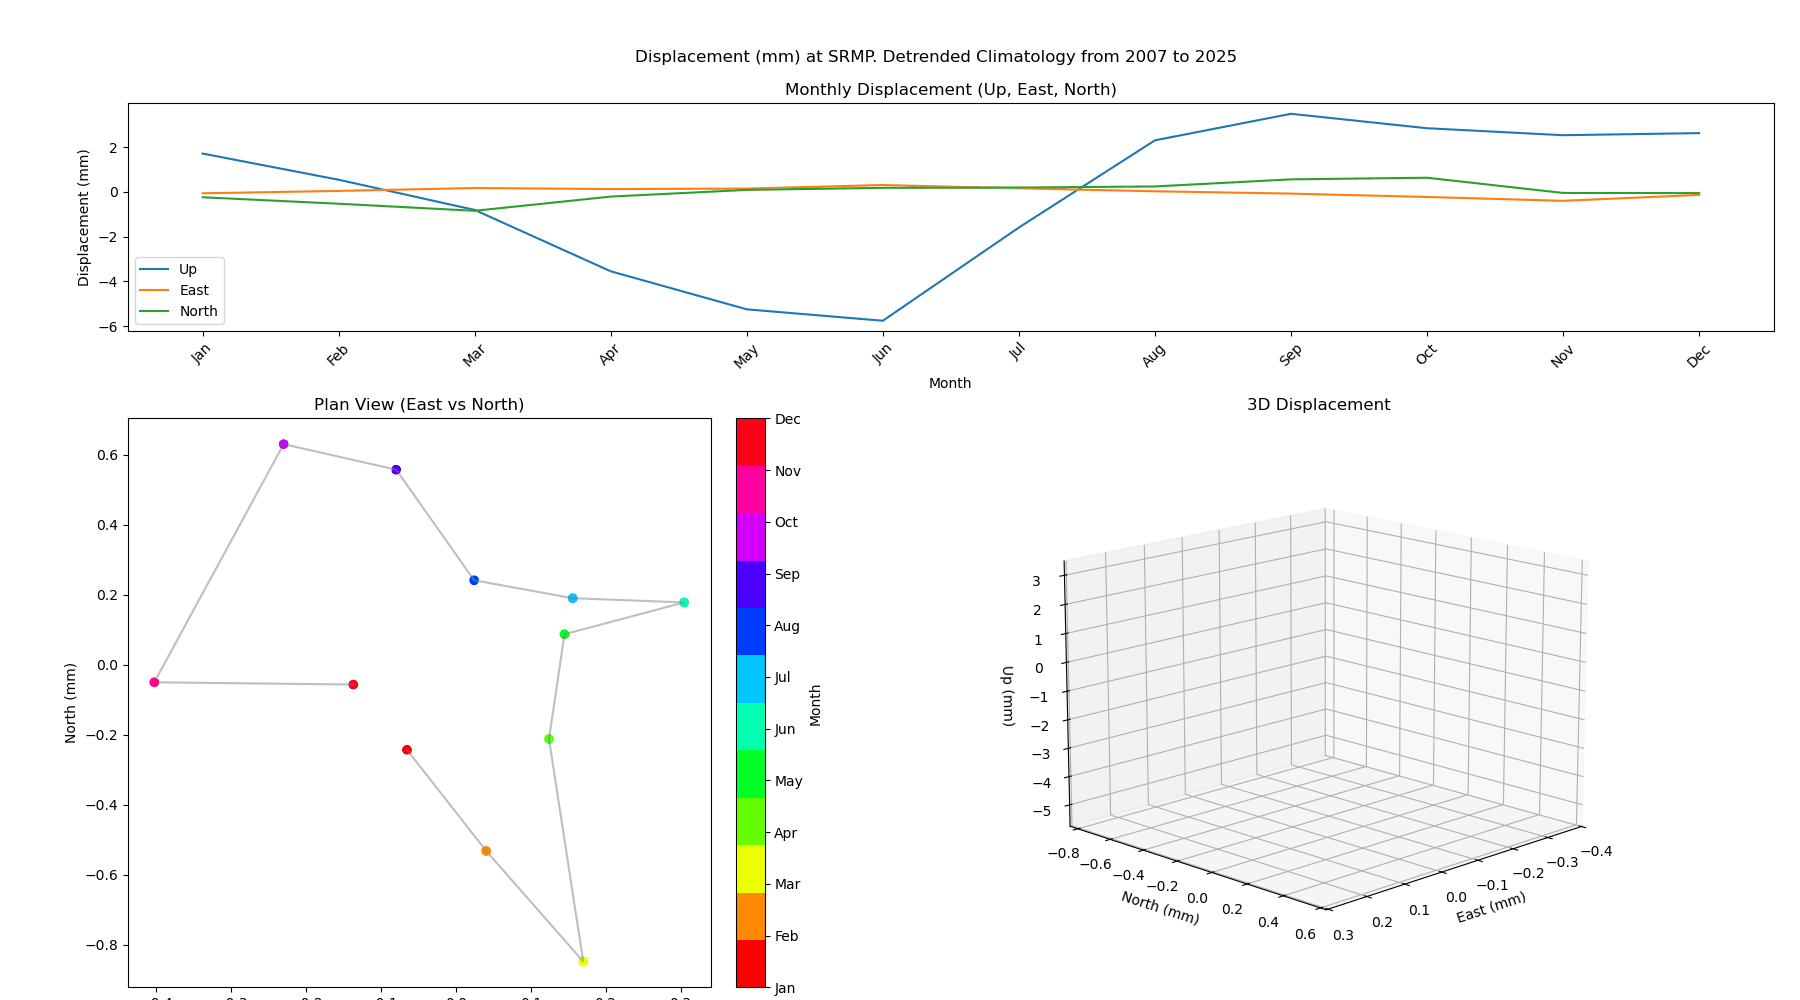 Displacement (mm) at SRMP. Detrended Climatology from 2007 to 2025
Monthly Displacement (Up, East, North)
Displacement (mm)
2
0
−2
−4
−6
Up
East
North
Jan
Feb
Mar
Apr
May
Jun
Jul
Aug
Sep
Oct
Nov
Dec
Month
Plan View (East vs North)
North (mm)
0.6
0.4
0.2
0.0
−0.2
−0.4
−0.6
−0.8
Dec
Nov
Oct
Sep
Aug
Jul
Jun
May
Apr
Mar
Feb
Jan
Month
3D Displacement
Up (mm)
3
2
1
0
−1
−2
−3
−4
−5
−0.8
−0.6
−0.4
−0.2
0.0
0.2
0.4
0.6
North (mm)
0.3
0.2
0.1
0.0
−0.1
−0.2
−0.3
−0.4
East (mm)